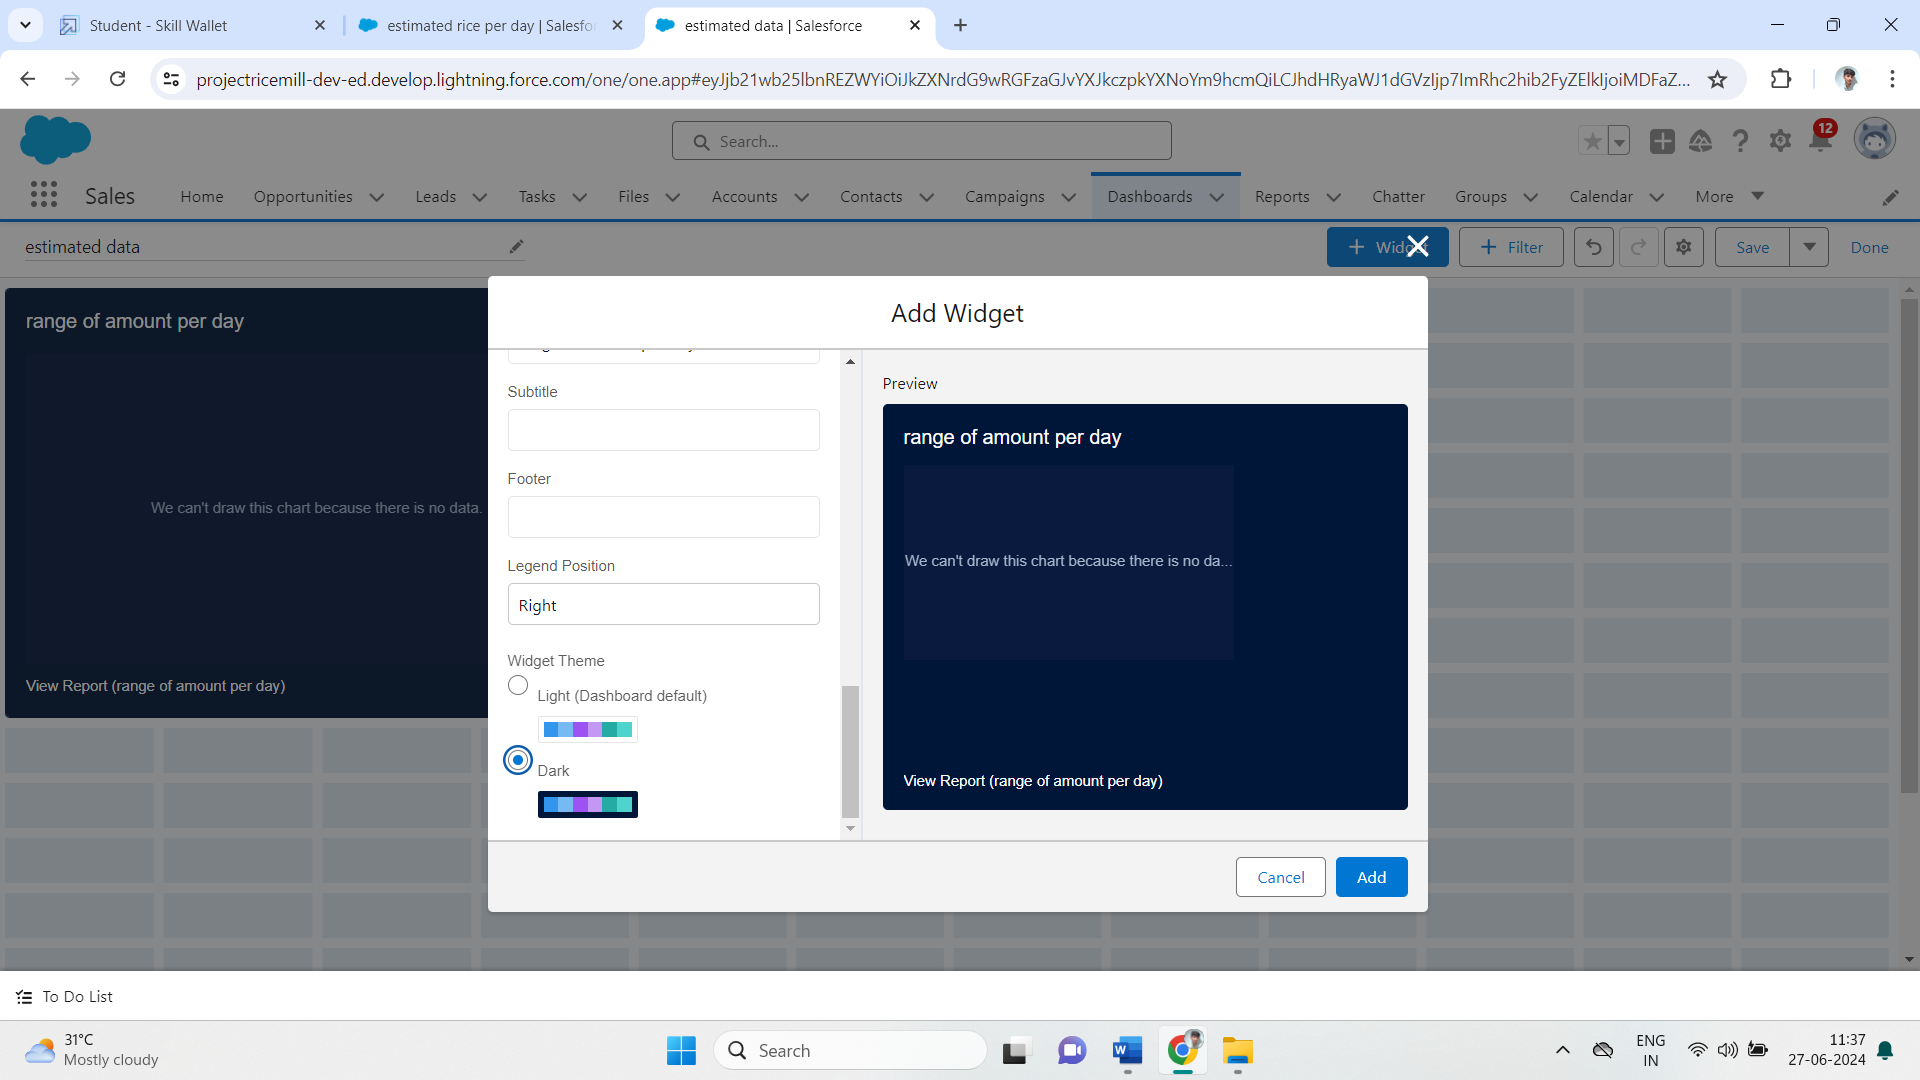 Student - Skill Wallet
estimated rice per day | Salesfo
estimated data | Salesforce
projectricemill-dev-ed.develop.lightning.force.com/one/one.app#eyJjb21wb25lbnREZWYiOiJkZXNrdG9wRGFzaGJvYXJkczpkYXNoYm9hcmQiLCJhdHRyaWJ1dGVzIjp7ImRhc2hib2FyZElkIjoiMDFaZ...
Search...
12
Sales
Home
Opportunities
Leads
Tasks
Files
Accounts
Contacts
Campaigns
Dashboards
Reports
Chatter
Groups
Calendar
More
estimated data
Widget
Filter
Save
Done
range of amount per day
We can't draw this chart because there is no data.
View Report (range of amount per day)
Add Widget
Subtitle
Footer
Legend Position
Right
Widget Theme
Light (Dashboard default)
Dark
Preview
range of amount per day
We can't draw this chart because there is no da...
View Report (range of amount per day)
Cancel
Add
To Do List
31°C
Mostly cloudy
Search
ENG
IN
11:37
27-06-2024